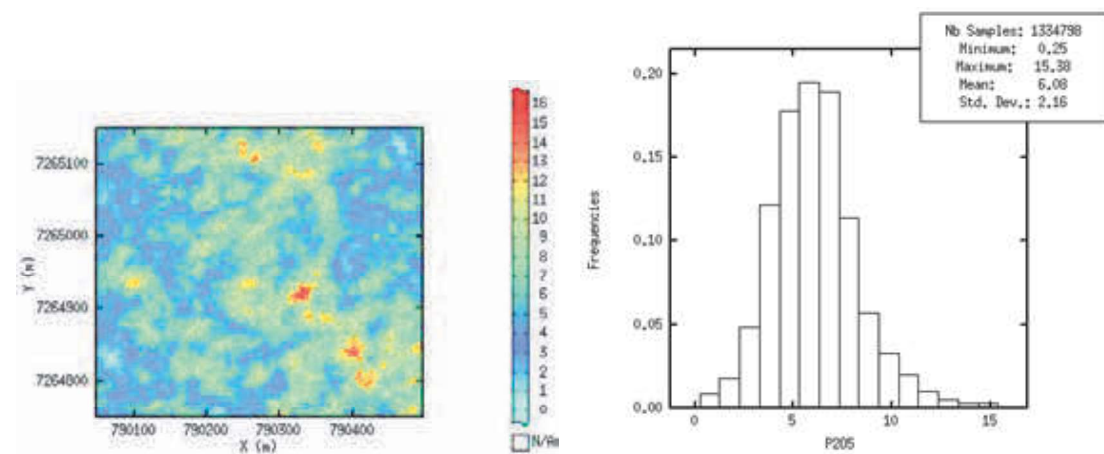 7265100
7265000
7264900
7264800
Y (m)
790100 790200 790300 790400
X (m)
16
15
14
13
12
11
10
9
8
7
6
5
4
3
2
1
0
N/A
Nb Samples: 1334798
Minimum: 0.25
Maximum: 15.38
Mean: 6.08
Std. Dev.: 2.16
0.20
0.15
0.10
0.05
0.00
Frequencies
0 5 10 15
P205